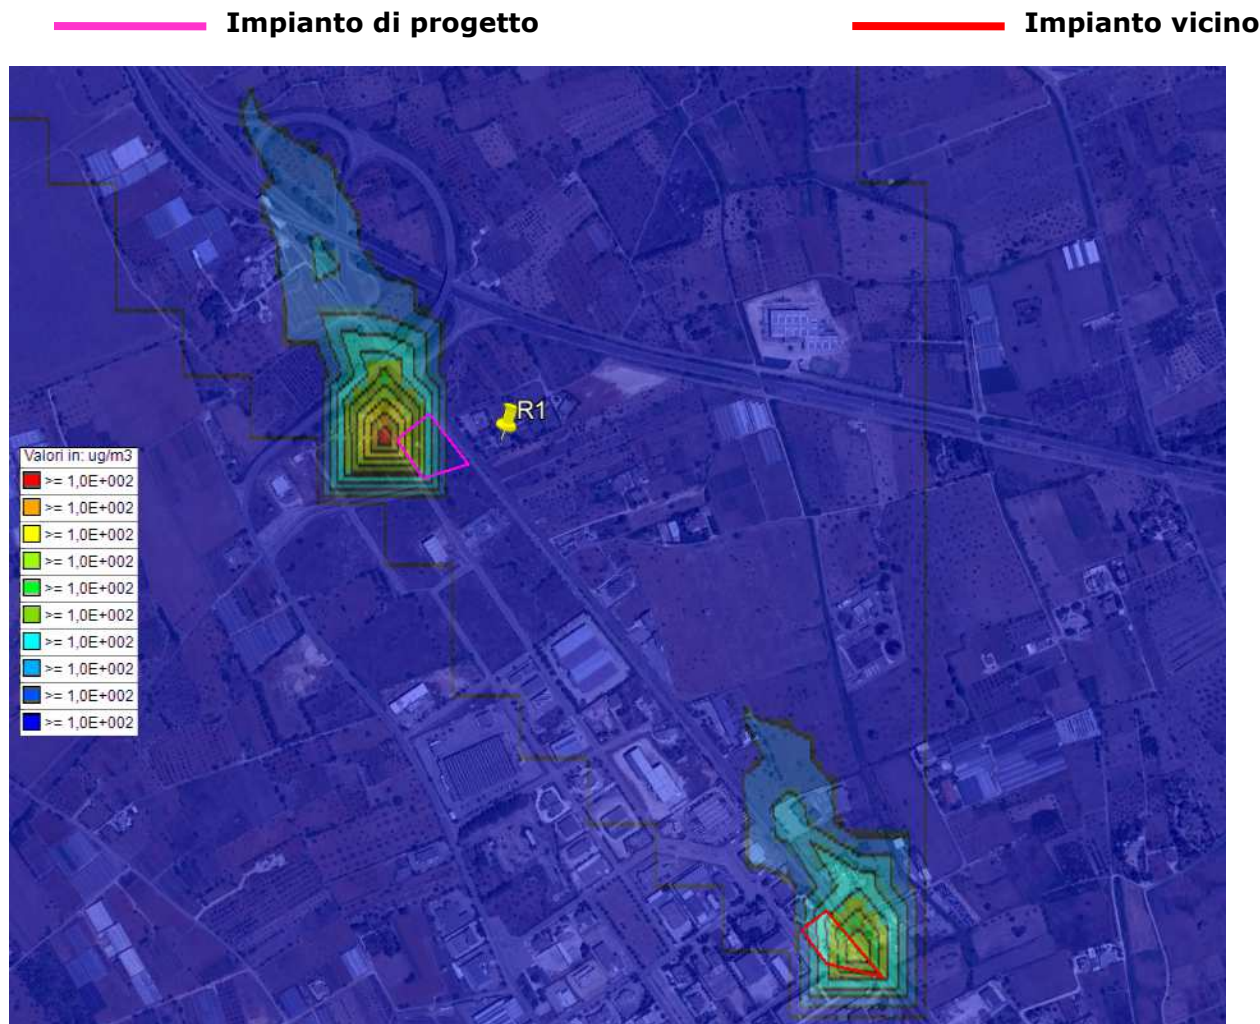 Impianto di progetto
Impianto vicino
R1
Valori in: ug/m3
>= 1,0E+002
>= 1,0E+002
>= 1,0E+002
>= 1,0E+002
>= 1,0E+002
>= 1,0E+002
>= 1,0E+002
>= 1,0E+002
>= 1,0E+002
>= 1,0E+002